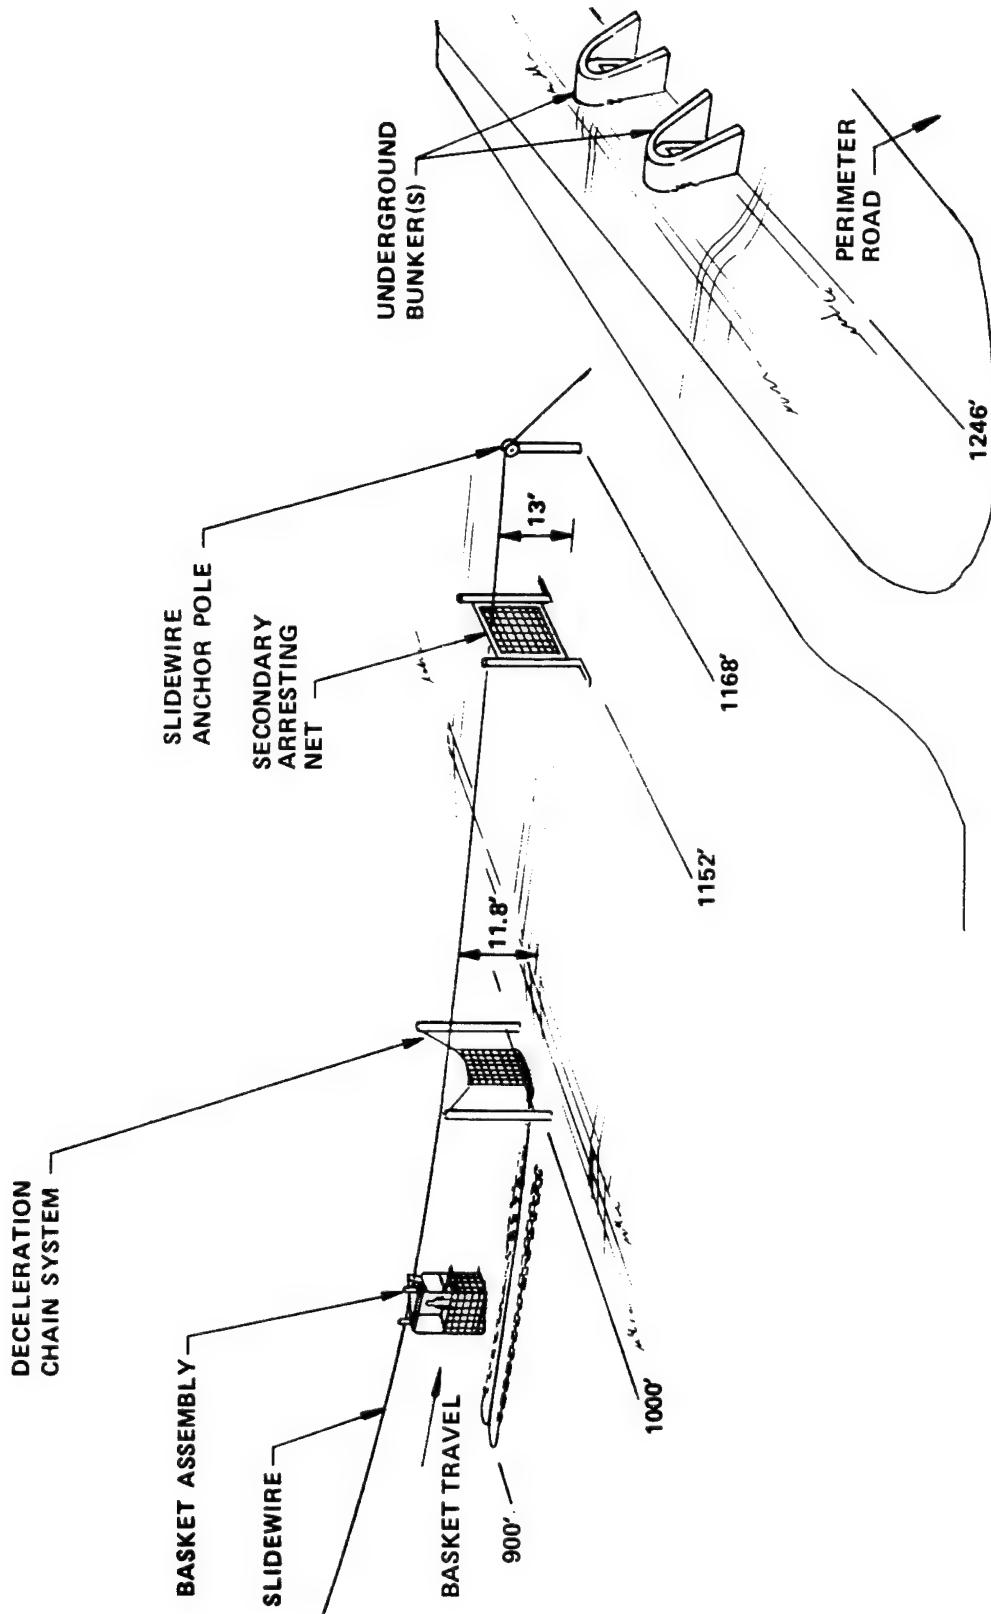 DECELERATION
CHAIN SYSTEM
BASKET ASSEMBLY
SLIDEWIRE
BASKET TRAVEL
900'
1000'
11.8'
SLIDEWIRE
ANCHOR POLE
SECONDARY
ARRESTING
NET
13'
1152'
1168'
UNDERGROUND
BUNKER(S)
PERIMETER
ROAD
1246'